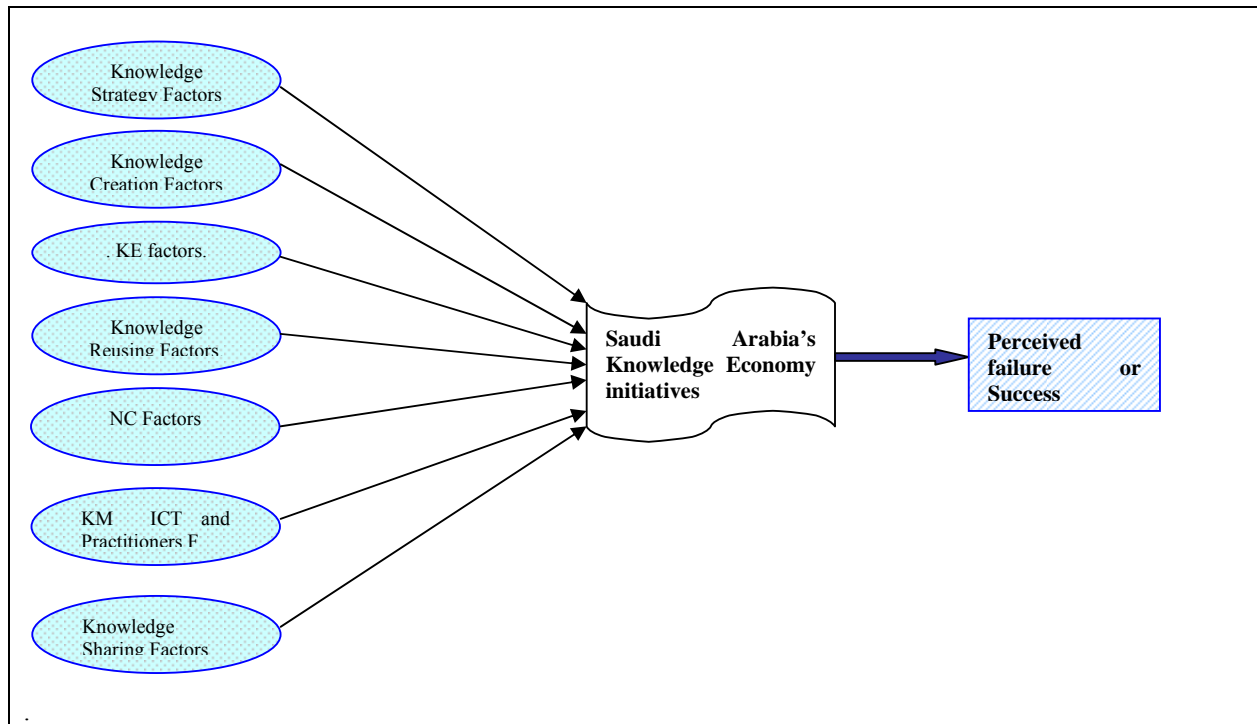 Knowledge
Strategy Factors
Knowledge
Creation Factors
. KE factors.
Knowledge
Reusing Factors
NC Factors
KM ICT and
Practitioners F
Knowledge
Sharing Factors
Saudi Arabia's
Knowledge Economy
initiatives
Perceived
failure or
Success
.